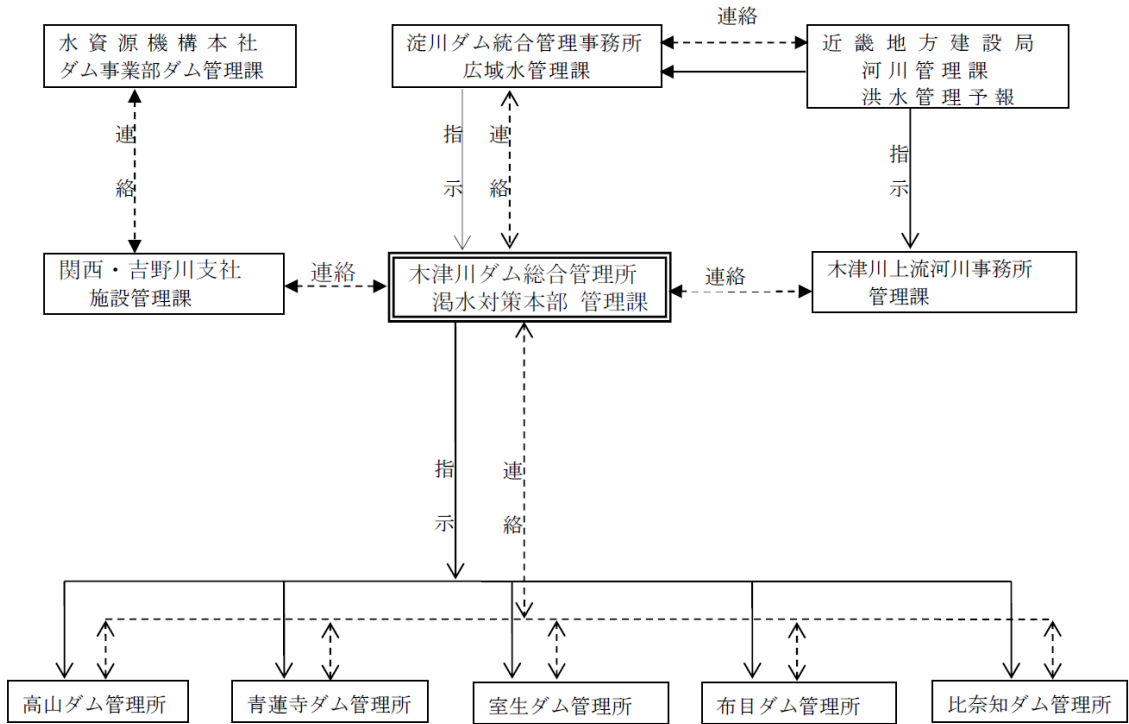 連絡
水資源機構本社
ダム事業部ダム管理課
淀川ダム統合管理事務所
広域水管理課
近畿地方建設局
河川管理課
洪水管理予報
連絡
指示
連絡
指示
関西・吉野川支社
施設管理課
連絡
木津川ダム総合管理所
渇水対策本部 管理課
連絡
木津川上流河川事務所
管理課
指示
連絡
高山ダム管理所
青蓮寺ダム管理所
室生ダム管理所
布目ダム管理所
比奈知ダム管理所